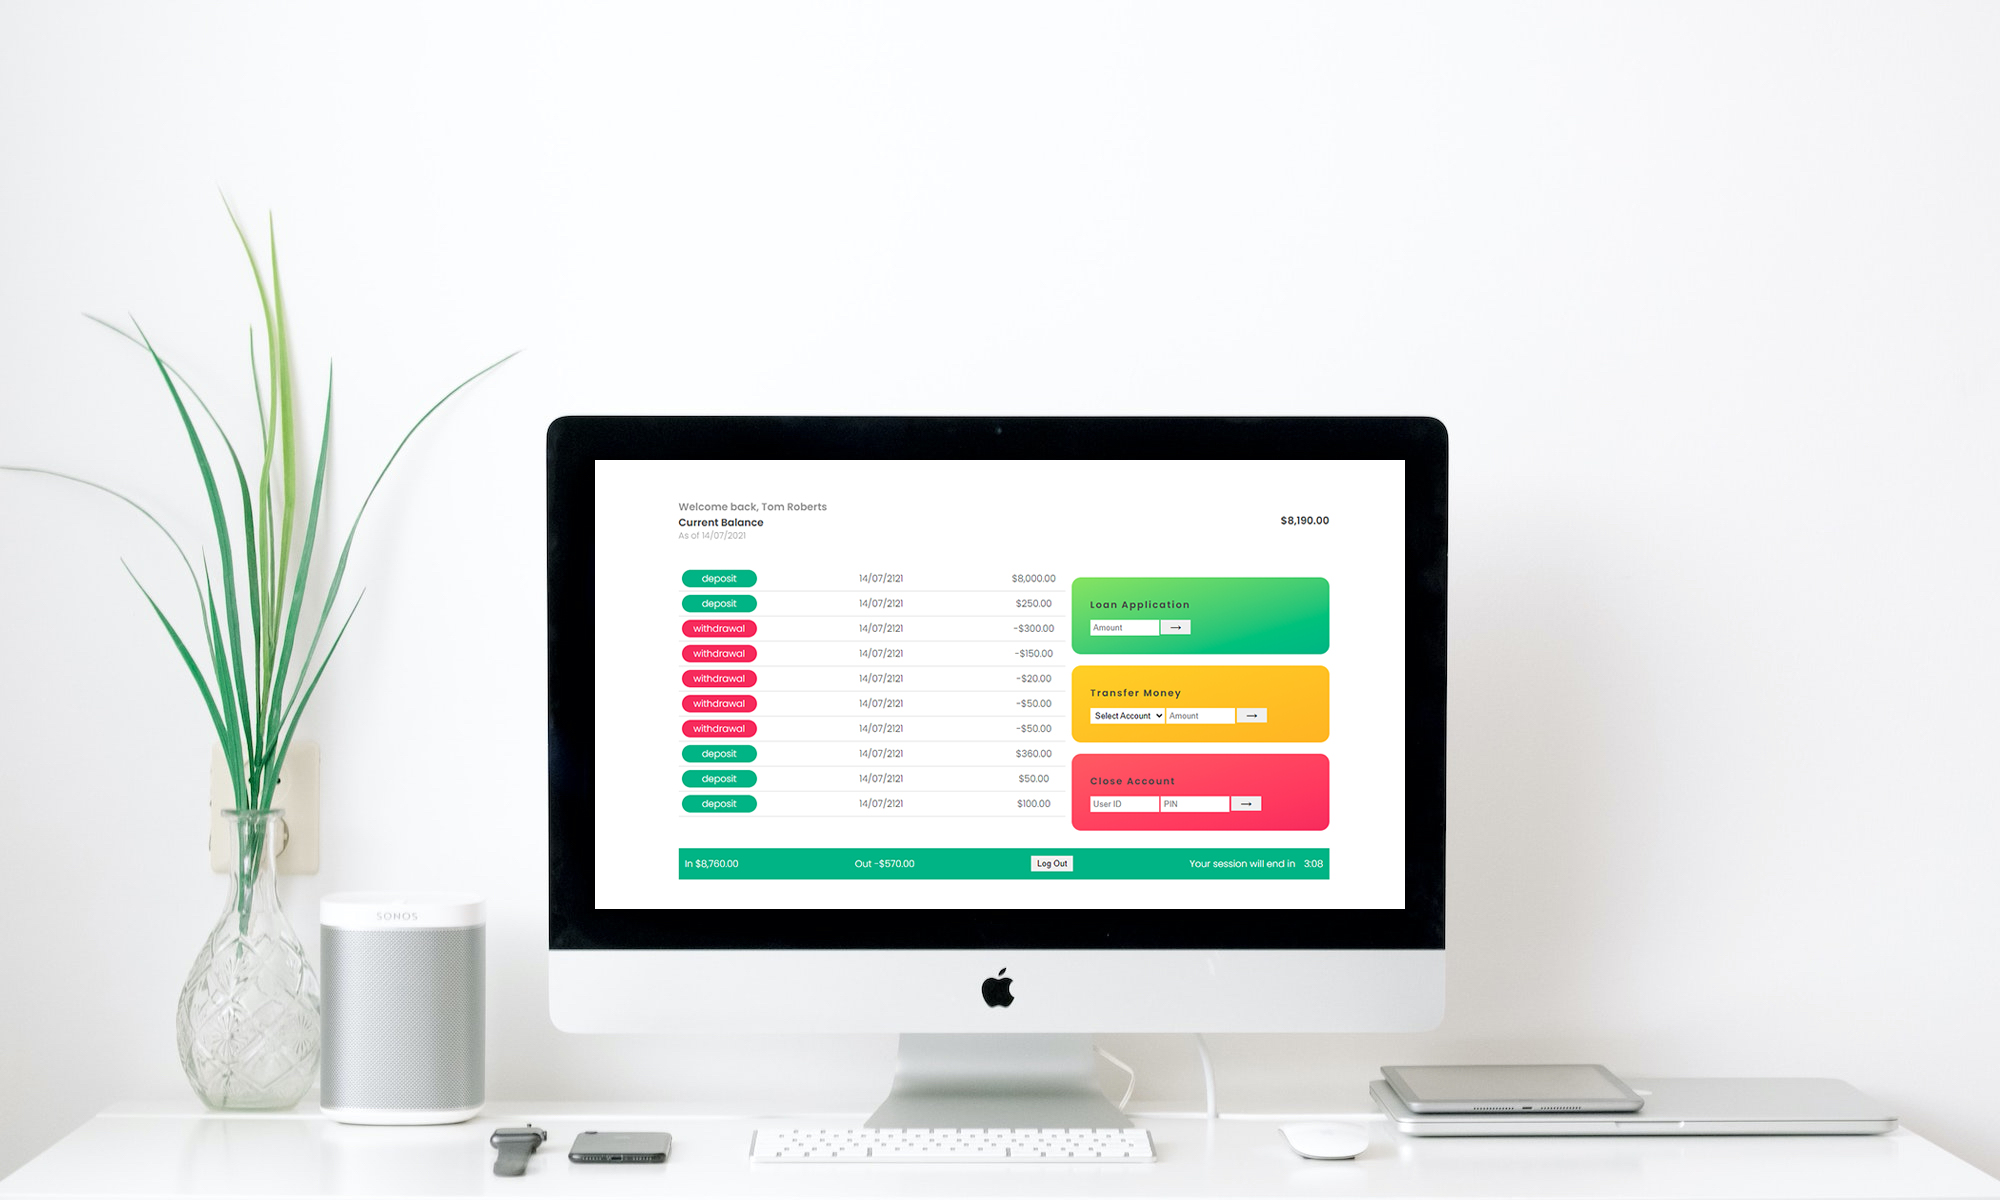 Welcome back, Tom Roberts
Current Balance
As of 14/07/2021
$8,190.00
deposit 14/07/2121 $8,000.00
deposit 14/07/2121 $250.00
withdrawal 14/07/2121 -$300.00
withdrawal 14/07/2121 -$150.00
withdrawal 14/07/2121 -$20.00
withdrawal 14/07/2121 -$50.00
withdrawal 14/07/2121 -$50.00
deposit 14/07/2121 $360.00
deposit 14/07/2121 $50.00
deposit 14/07/2121 $100.00
Loan Application
Amount →
Transfer Money
Select Account Amount →
Close Account
User ID PIN →
In $8,760.00 Out -$570.00 Log Out Your session will end in 3:08
SONOS